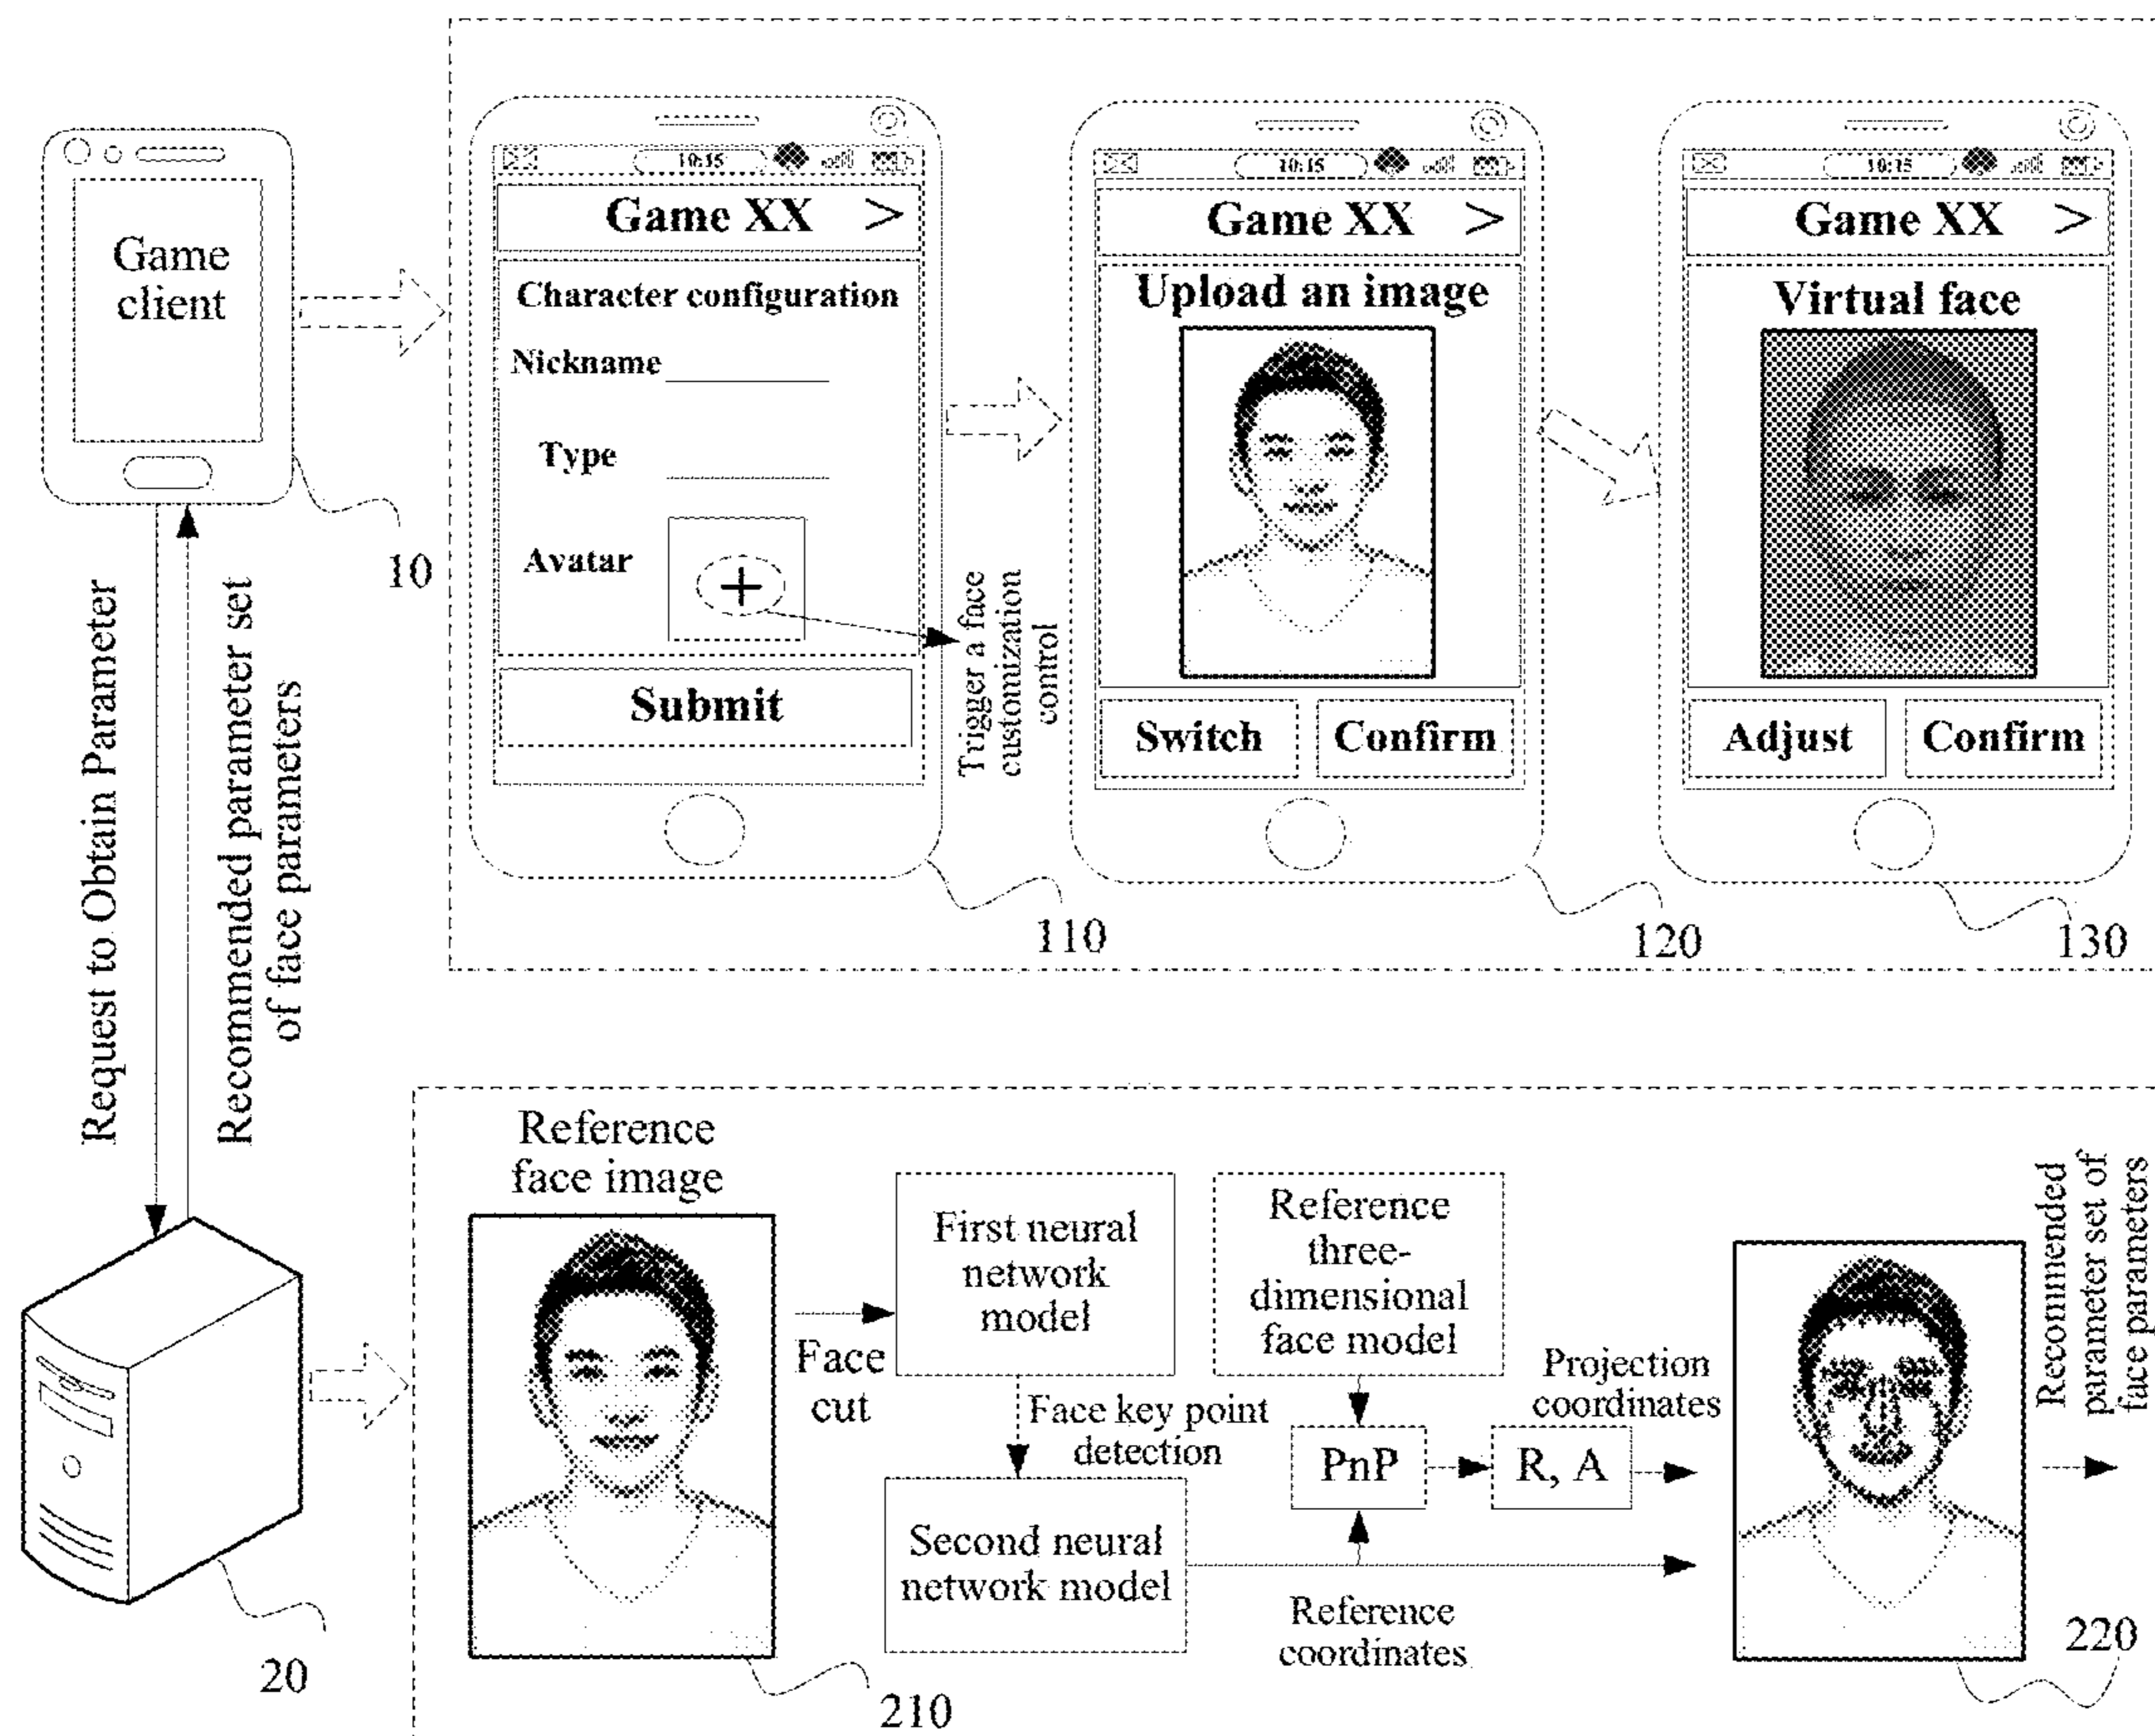 Game
client
10
Request to Obtain Parameter
Recommended parameter set
of face parameters
20
10:15
Game XX >
Character configuration
Nickname
Type
Avatar
+
Submit
Trigger a face
customization
control
110
10:15
Game XX >
Upload an image
Switch
Confirm
120
10:15
Game XX >
Virtual face
Adjust
Confirm
130
Reference
face image
210
Face
cut
First neural
network
model
Face key point
detection
Second neural
network model
Reference
three-
dimensional
face model
PnP
R, A
Projection
coordinates
Reference
coordinates
220
Recommended
parameter set of
face parameters